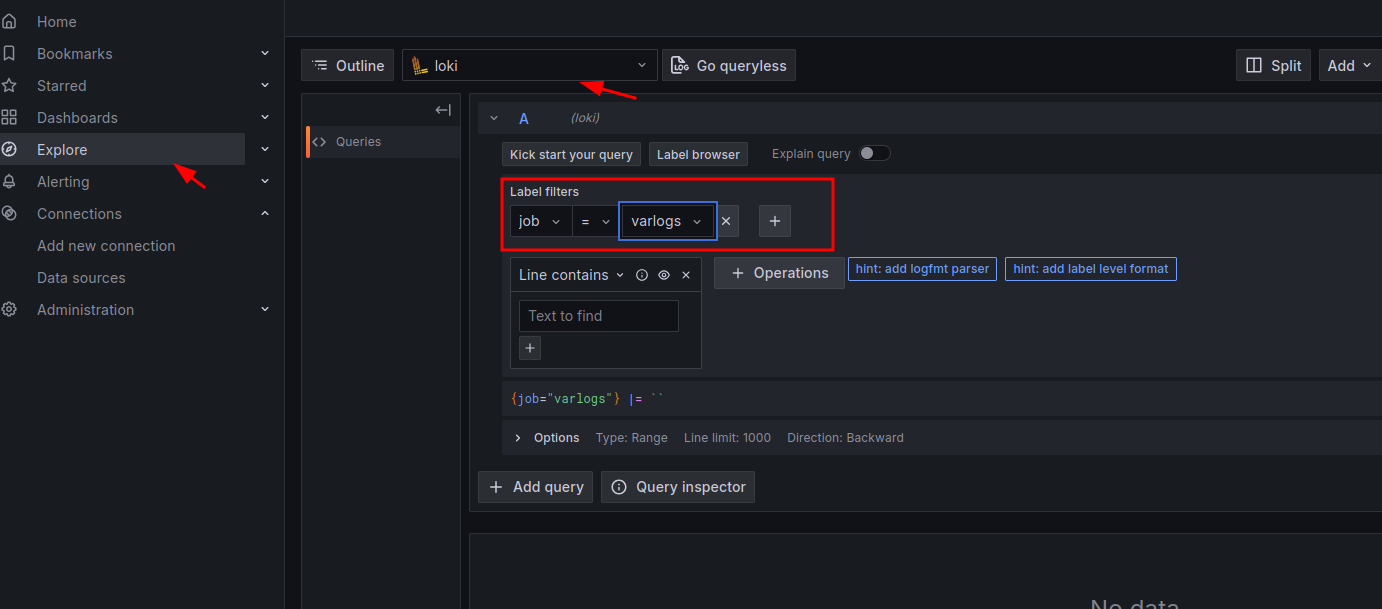 Home
Bookmarks
Starred
Dashboards
Explore
Alerting
Connections
Add new connection
Data sources
Administration
Outline
loki
LOG Go queryless
Split
Add
Queries
A (loki)
Kick start your query Label browser Explain query
Label filters
job = varlogs
Line contains
Operations hint: add logfmt parser hint: add label level format
Text to find
{job="varlogs"} |= ``
Options Type: Range Line limit: 1000 Direction: Backward
Add query Query inspector
No data